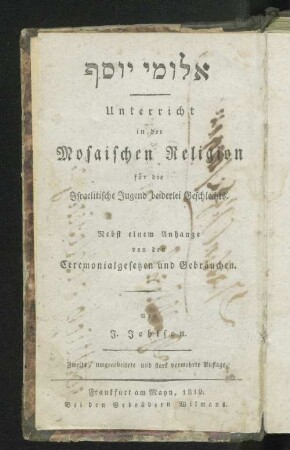 אלומי יוסף
Unterricht
in der
Mosaischen Religion
für die
Israelitische Jugend beiderlei Geschlechts.
Nebst einem Anhange
von den
Ceremonialgesetzen und Gebräuchen.
von
J. Johlson.
Zweite, umgearbeitete und stark vermehrte Auflage.
Frankfurt am Mayn, 1819.
Bei den Gebrüdern Wilmans.